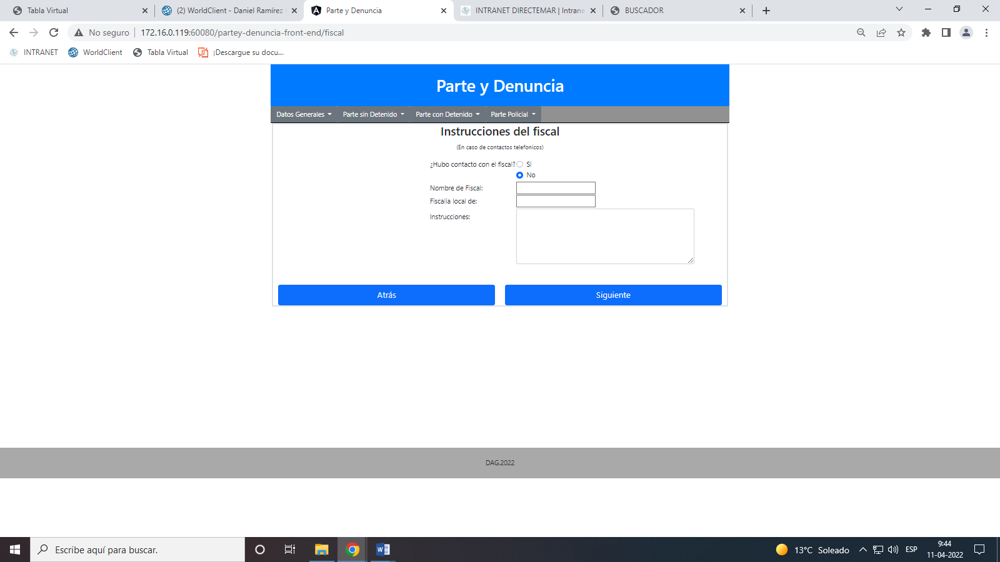 Tabla Virtual
(2) WorldClient - Daniel Ramírez
Parte y Denuncia
INTRANET DIRECTEMAR | Intrane
BUSCADOR
No seguro
172.16.0.119:60080/partey-denuncia-front-end/fiscal
INTRANET
WorldClient
Tabla Virtual
¡Descargue su docu...
Parte y Denuncia
Datos Generales
Parte sin Detenido
Parte con Detenido
Parte Policial
Instrucciones del fiscal
(En caso de contactos telefonicos)
¿Hubo contacto con el fiscal?
Si
No
Nombre de Fiscal:
Fiscalia local de:
Instrucciones:
Atrás
Siguiente
DAG.2022
Escribe aquí para buscar.
13°C Soleado
ESP
9:44
11-04-2022